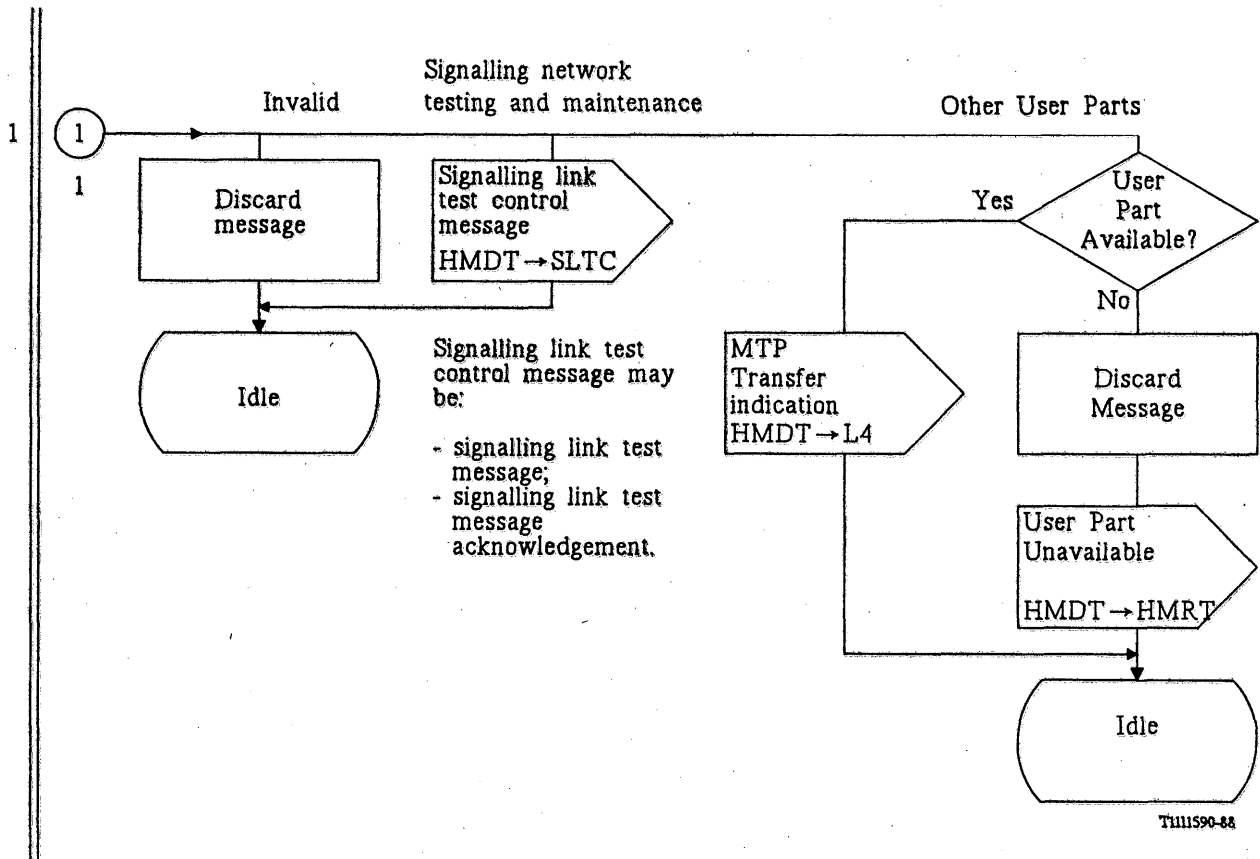 Signalling network
testing and maintenance
Invalid
Other User Parts
1
1
1
Discard
message
Signalling link
test control
message
HMDT→SLTC
User
Part
Available?
Yes
No
Idle
Signalling link test
control message may
be:
- signalling link test
message;
- signalling link test
message
acknowledgement.
MTP
Transfer
indication
HMDT→L4
Discard
Message
User Part
Unavailable
HMDT→HMRT
Idle
T1111590-88